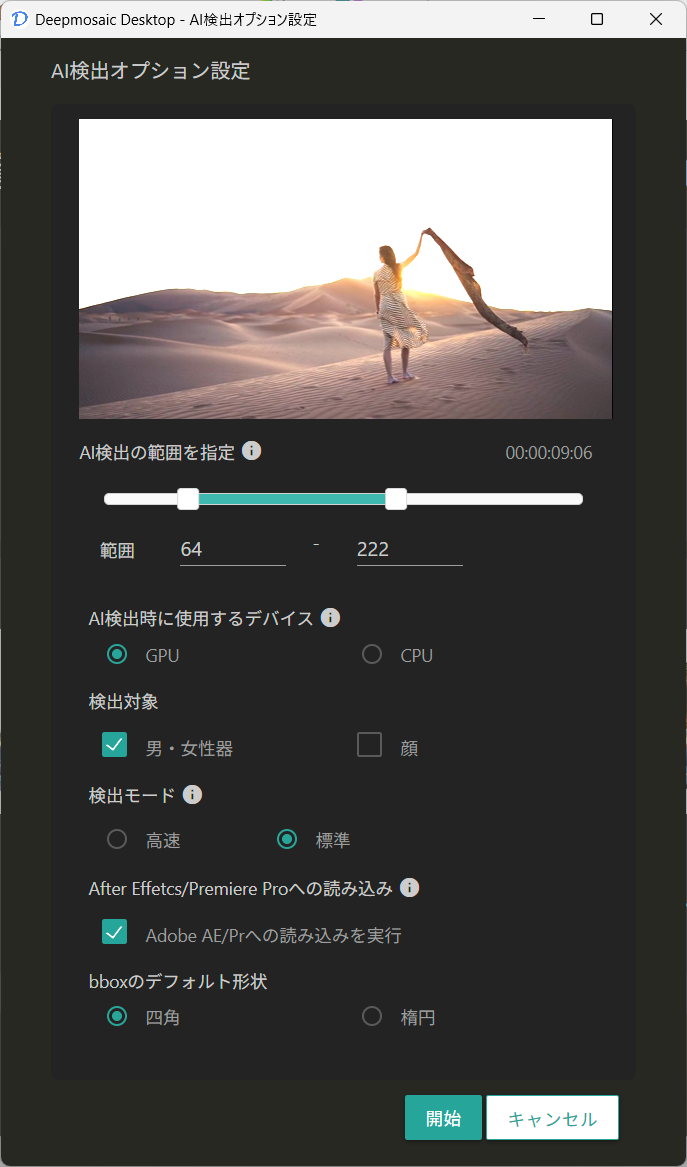 Deepmosaic Desktop - AI検出オプション設定
AI検出オプション設定
AI検出の範囲を指定 00:00:09:06
範囲 64 - 222
AI検出時に使用するデバイス
GPU CPU
検出対象
男・女性器 顔
検出モード
高速 標準
After Effetcs/Premiere Proへの読み込み
Adobe AE/Prへの読み込みを実行
bboxのデフォルト形状
四角 楕円
開始 キャンセル